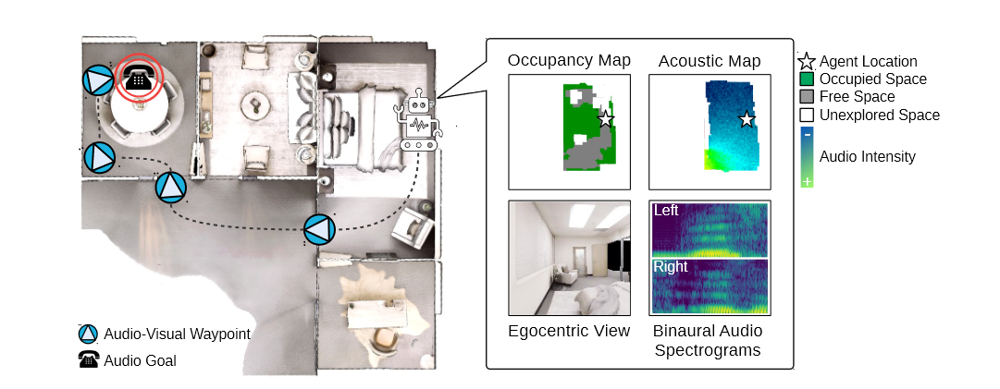 Occupancy Map
Acoustic Map
Agent Location
Occupied Space
Free Space
Unexplored Space
-
Audio Intensity
+
Left
Right
Egocentric View
Binaural Audio
Spectrograms
Audio-Visual Waypoint
Audio Goal